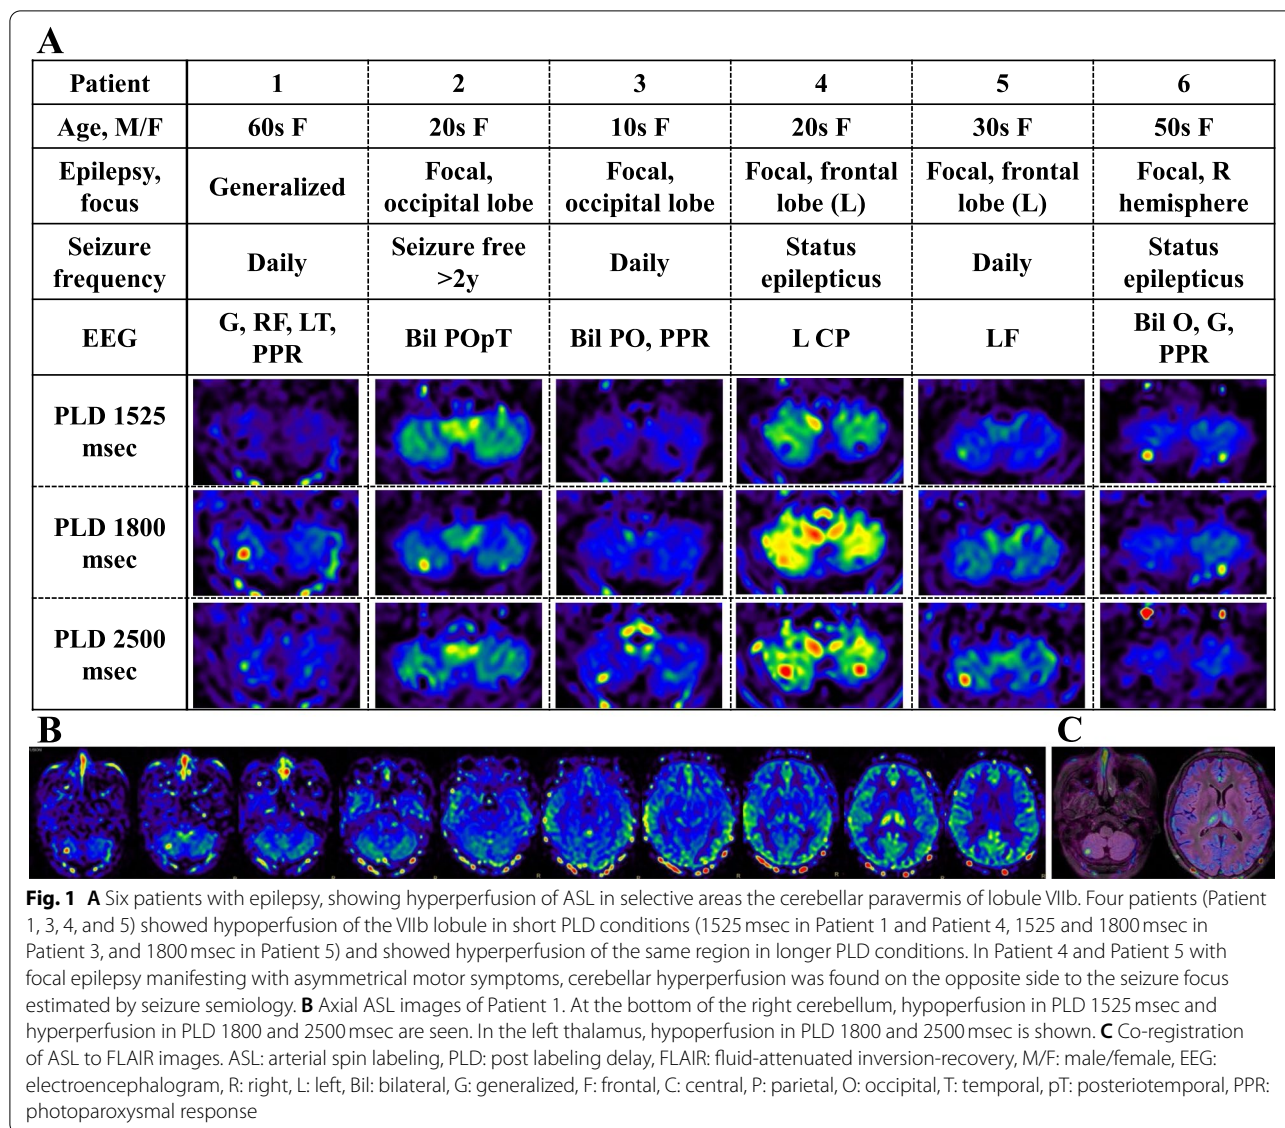 A
Patient 1 2 3 4 5 6
Age, M/F 60s F 20s F 10s F 20s F 30s F 50s F
Epilepsy, focus Generalized Focal, occipital lobe Focal, occipital lobe Focal, frontal lobe (L) Focal, frontal lobe (L) Focal, R hemisphere
Seizure frequency Daily Seizure free >2y Daily Status epilepticus Daily Status epilepticus
EEG G, RF, LT, PPR Bil POpT Bil PO, PPR L CP LF Bil O, G, PPR
PLD 1525 msec
PLD 1800 msec
PLD 2500 msec
B
C
Fig. 1 A Six patients with epilepsy, showing hyperperfusion of ASL in selective areas the cerebellar paravermis of lobule VIIb. Four patients (Patient
1, 3, 4, and 5) showed hypoperfusion of the VIIb lobule in short PLD conditions (1525 msec in Patient 1 and Patient 4, 1525 and 1800 msec in
Patient 3, and 1800 msec in Patient 5) and showed hyperperfusion of the same region in longer PLD conditions. In Patient 4 and Patient 5 with
focal epilepsy manifesting with asymmetrical motor symptoms, cerebellar hyperperfusion was found on the opposite side to the seizure focus
estimated by seizure semiology. B Axial ASL images of Patient 1. At the bottom of the right cerebellum, hypoperfusion in PLD 1525 msec and
hyperperfusion in PLD 1800 and 2500 msec are seen. In the left thalamus, hypoperfusion in PLD 1800 and 2500 msec is shown. C Co-registration
of ASL to FLAIR images. ASL: arterial spin labeling, PLD: post labeling delay, FLAIR: fluid-attenuated inversion-recovery, M/F: male/female, EEG:
electroencephalogram, R: right, L: left, Bil: bilateral, G: generalized, F: frontal, C: central, P: parietal, O: occipital, T: temporal, pT: posteriotemporal, PPR:
photoparoxysmal response